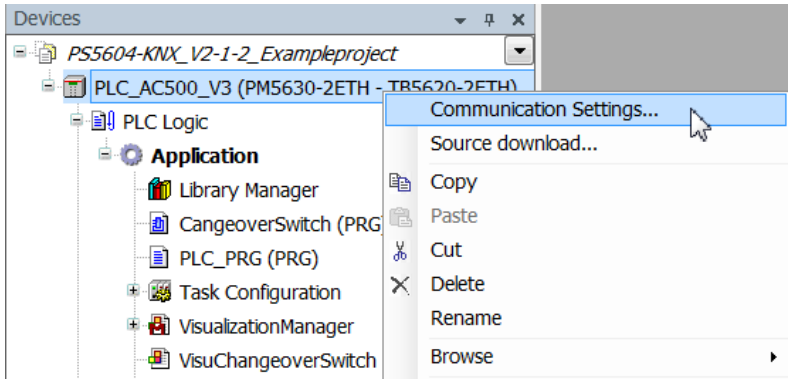 Devices
PS5604-KNX_V2-1-2_Exampleproject
PLC_AC500_V3 (PM5630-2ETH - TB5620-2ETH)
Communication Settings...
PLC Logic
Source download...
Application
Library Manager
Copy
CangeoverSwitch (PRG)
Paste
PLC_PRG (PRG)
Cut
Task Configuration
Delete
Rename
VisualizationManager
VisuChangeoverSwitch
Browse